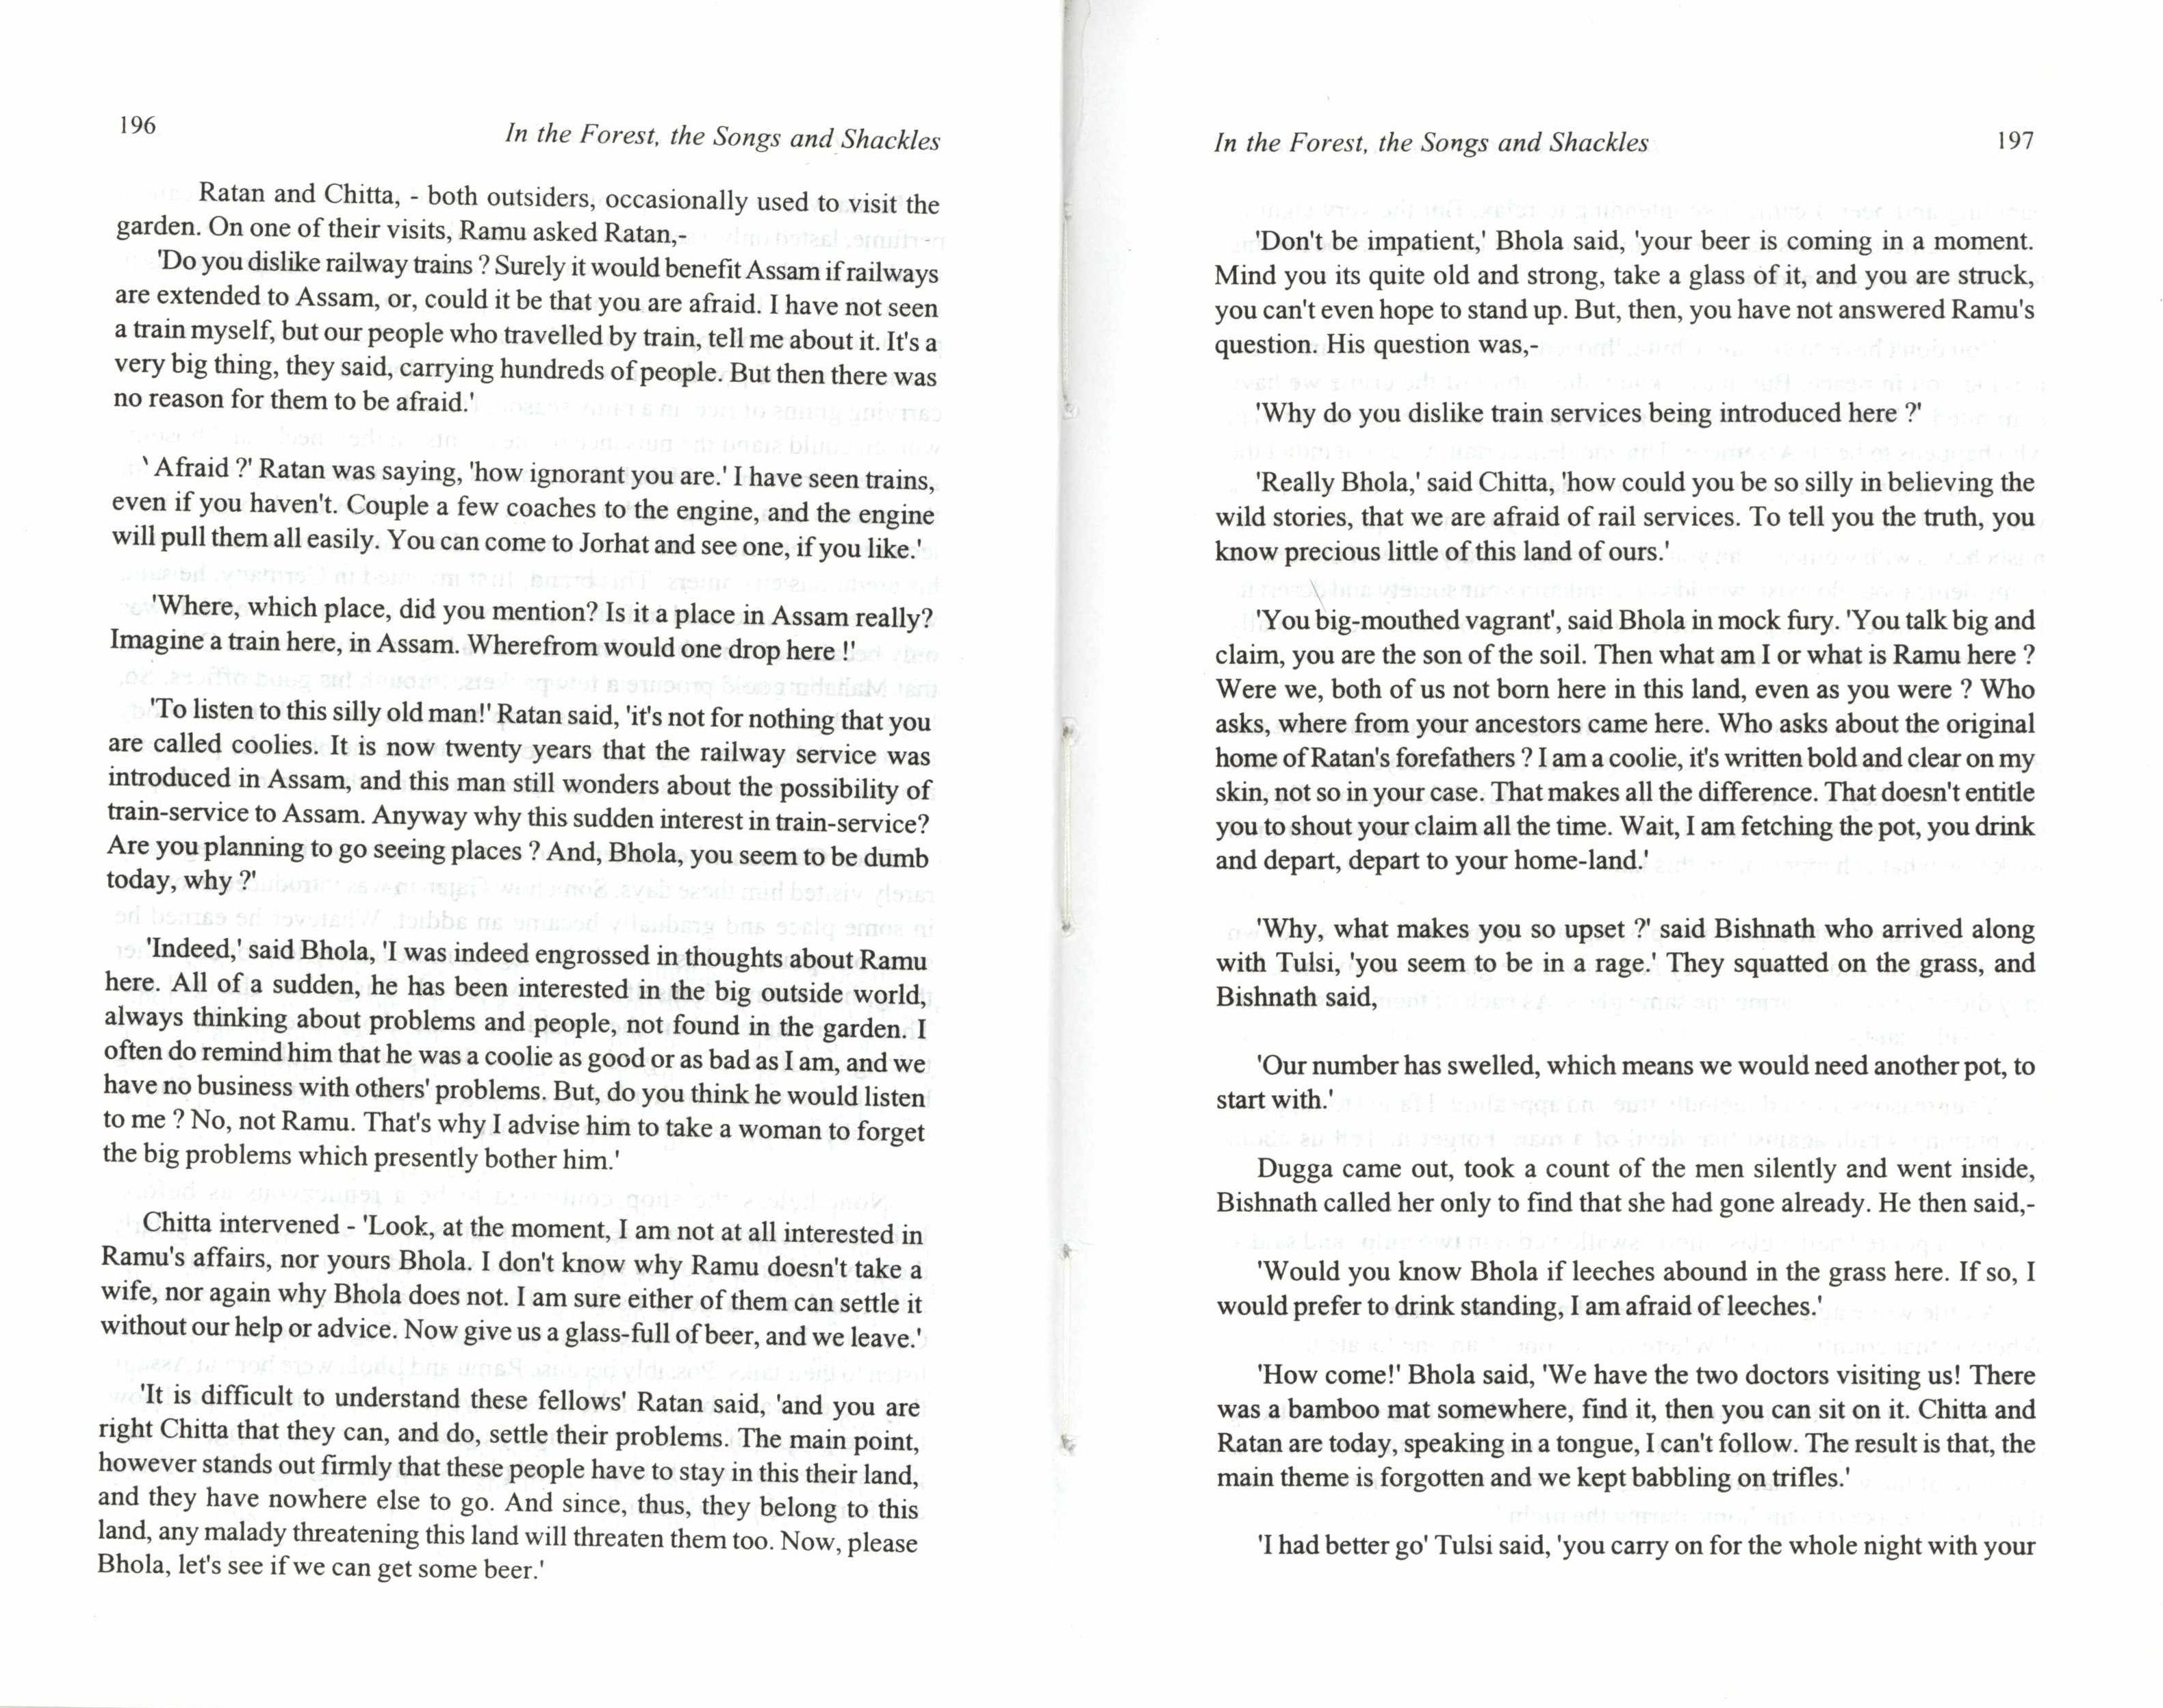 196
In the Forest, the Songs and Shackles
Ratan and Chitta, - both outsiders, occasionally used to visit the
garden. On one of their visits, Ramu asked Ratan,-
'Do you dislike railway trains ? Surely it would benefit Assam if railways
are extended to Assam, or, could it be that you are afraid. I have not seen
a train myself, but our people who travelled by train, tell me about it. It's a
very big thing, they said, carrying hundreds of people. But then there was
no reason for them to be afraid.'
'Afraid ?' Ratan was saying, 'how ignorant you are.' I have seen trains,
even if you haven't. Couple a few coaches to the engine, and the engine
will pull them all easily. You can come to Jorhat and see one, if you like.'
'Where, which place, did you mention? Is it a place in Assam really?
Imagine a train here, in Assam. Wherefrom would one drop here !'
'To listen to this silly old man!' Ratan said, 'it's not for nothing that you
are called coolies. It is now twenty years that the railway service was
introduced in Assam, and this man still wonders about the possibility of
train-service to Assam. Anyway why this sudden interest in train-service?
Are you planning to go seeing places ? And, Bhola, you seem to be dumb
today, why ?'
'Indeed,' said Bhola, 'I was indeed engrossed in thoughts about Ramu
here. All of a sudden, he has been interested in the big outside world,
always thinking about problems and people, not found in the garden. I
often do remind him that he was a coolie as good or as bad as I am, and we
have no business with others' problems. But, do you think he would listen
to me ? No, not Ramu. That's why I advise him to take a woman to forget
the big problems which presently bother him.'
Chitta intervened - 'Look, at the moment, I am not at all interested in
Ramu's affairs, nor yours Bhola. I don't know why Ramu doesn't take a
wife, nor again why Bhola does not. I am sure either of them can settle it
without our help or advice. Now give us a glass-full of beer, and we leave.'
'It is difficult to understand these fellows' Ratan said, 'and you are
right Chitta that they can, and do, settle their problems. The main point,
however stands out firmly that these people have to stay in this their land,
and they have nowhere else to go. And since, thus, they belong to this
land, any malady threatening this land will threaten them too. Now, please
Bhola, let's see if we can get some beer.'
In the Forest, the Songs and Shackles
197
'Don't be impatient,' Bhola said, 'your beer is coming in a moment.
Mind you its quite old and strong, take a glass of it, and you are struck,
you can't even hope to stand up. But, then, you have not answered Ramu's
question. His question was,-
'Why do you dislike train services being introduced here ?'
'Really Bhola,' said Chitta, 'how could you be so silly in believing the
wild stories, that we are afraid of rail services. To tell you the truth, you
know precious little of this land of ours.'
'You big-mouthed vagrant', said Bhola in mock fury. 'You talk big and
claim, you are the son of the soil. Then what am I or what is Ramu here ?
Were we, both of us not born here in this land, even as you were ? Who
asks, where from your ancestors came here. Who asks about the original
home of Ratan's forefathers ? I am a coolie, it's written bold and clear on my
skin, not so in your case. That makes all the difference. That doesn't entitle
you to shout your claim all the time. Wait, I am fetching the pot, you drink
and depart, depart to your home-land.'
'Why, what makes you so upset ?' said Bishnath who arrived along
with Tulsi, 'you seem to be in a rage.' They squatted on the grass, and
Bishnath said,
'Our number has swelled, which means we would need another pot, to
start with.'
Dugga came out, took a count of the men silently and went inside,
Bishnath called her only to find that she had gone already. He then said,-
'Would you know Bhola if leeches abound in the grass here. If so, I
would prefer to drink standing, I am afraid of leeches.'
'How come!' Bhola said, 'We have the two doctors visiting us! There
was a bamboo mat somewhere, find it, then you can sit on it. Chitta and
Ratan are today, speaking in a tongue, I can't follow. The result is that, the
main theme is forgotten and we kept babbling on trifles.'
'I had better go' Tulsi said, 'you carry on for the whole night with your